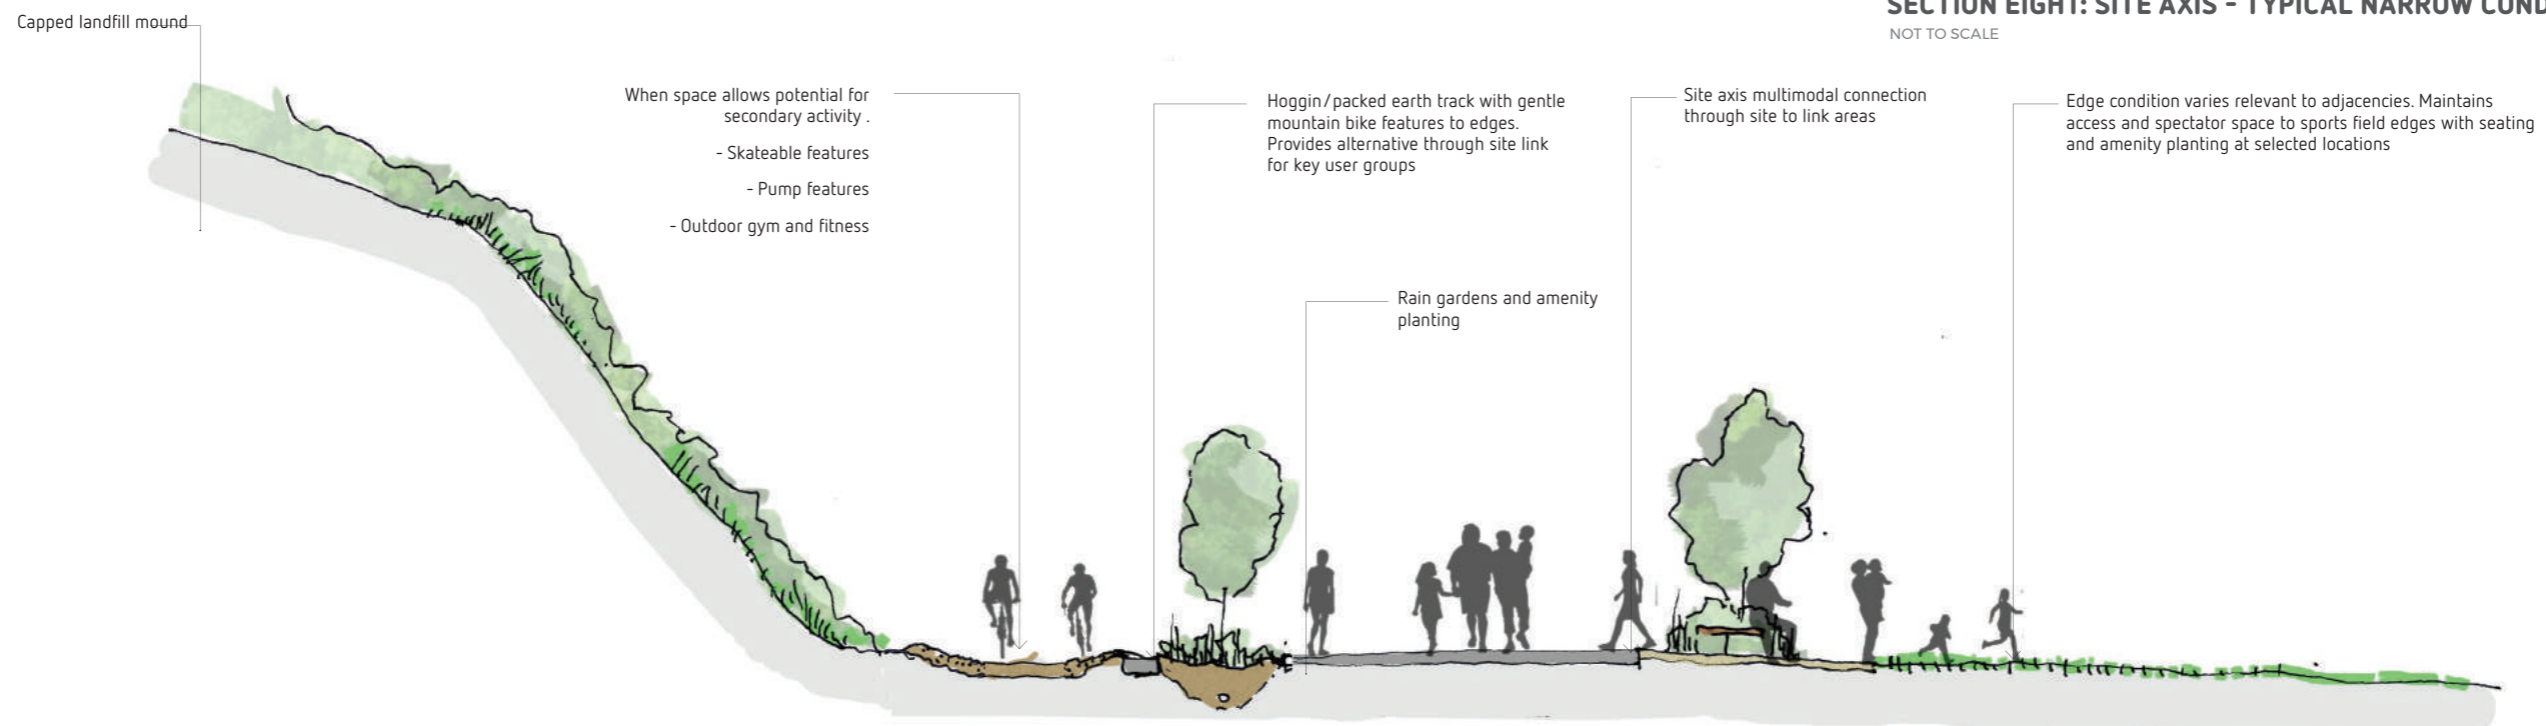 Capped landfill mound
SECTION EIGHT: SITE AXIS - TYPICAL NARROW
NOT TO SCALE
When space allows potential for
secondary activity .
- Skateable features
- Pump features
- Outdoor gym and fitness
Hoggin/packed earth track with gentle
mountain bike features to edges.
Provides alternative through site link
for key user groups
Site axis multimodal connection
through site to link areas
Edge condition varies relevant to adjacencies. Maintains
access and spectator space to sports field edges with seating
and amenity planting at selected locations
Rain gardens and amenity
planting